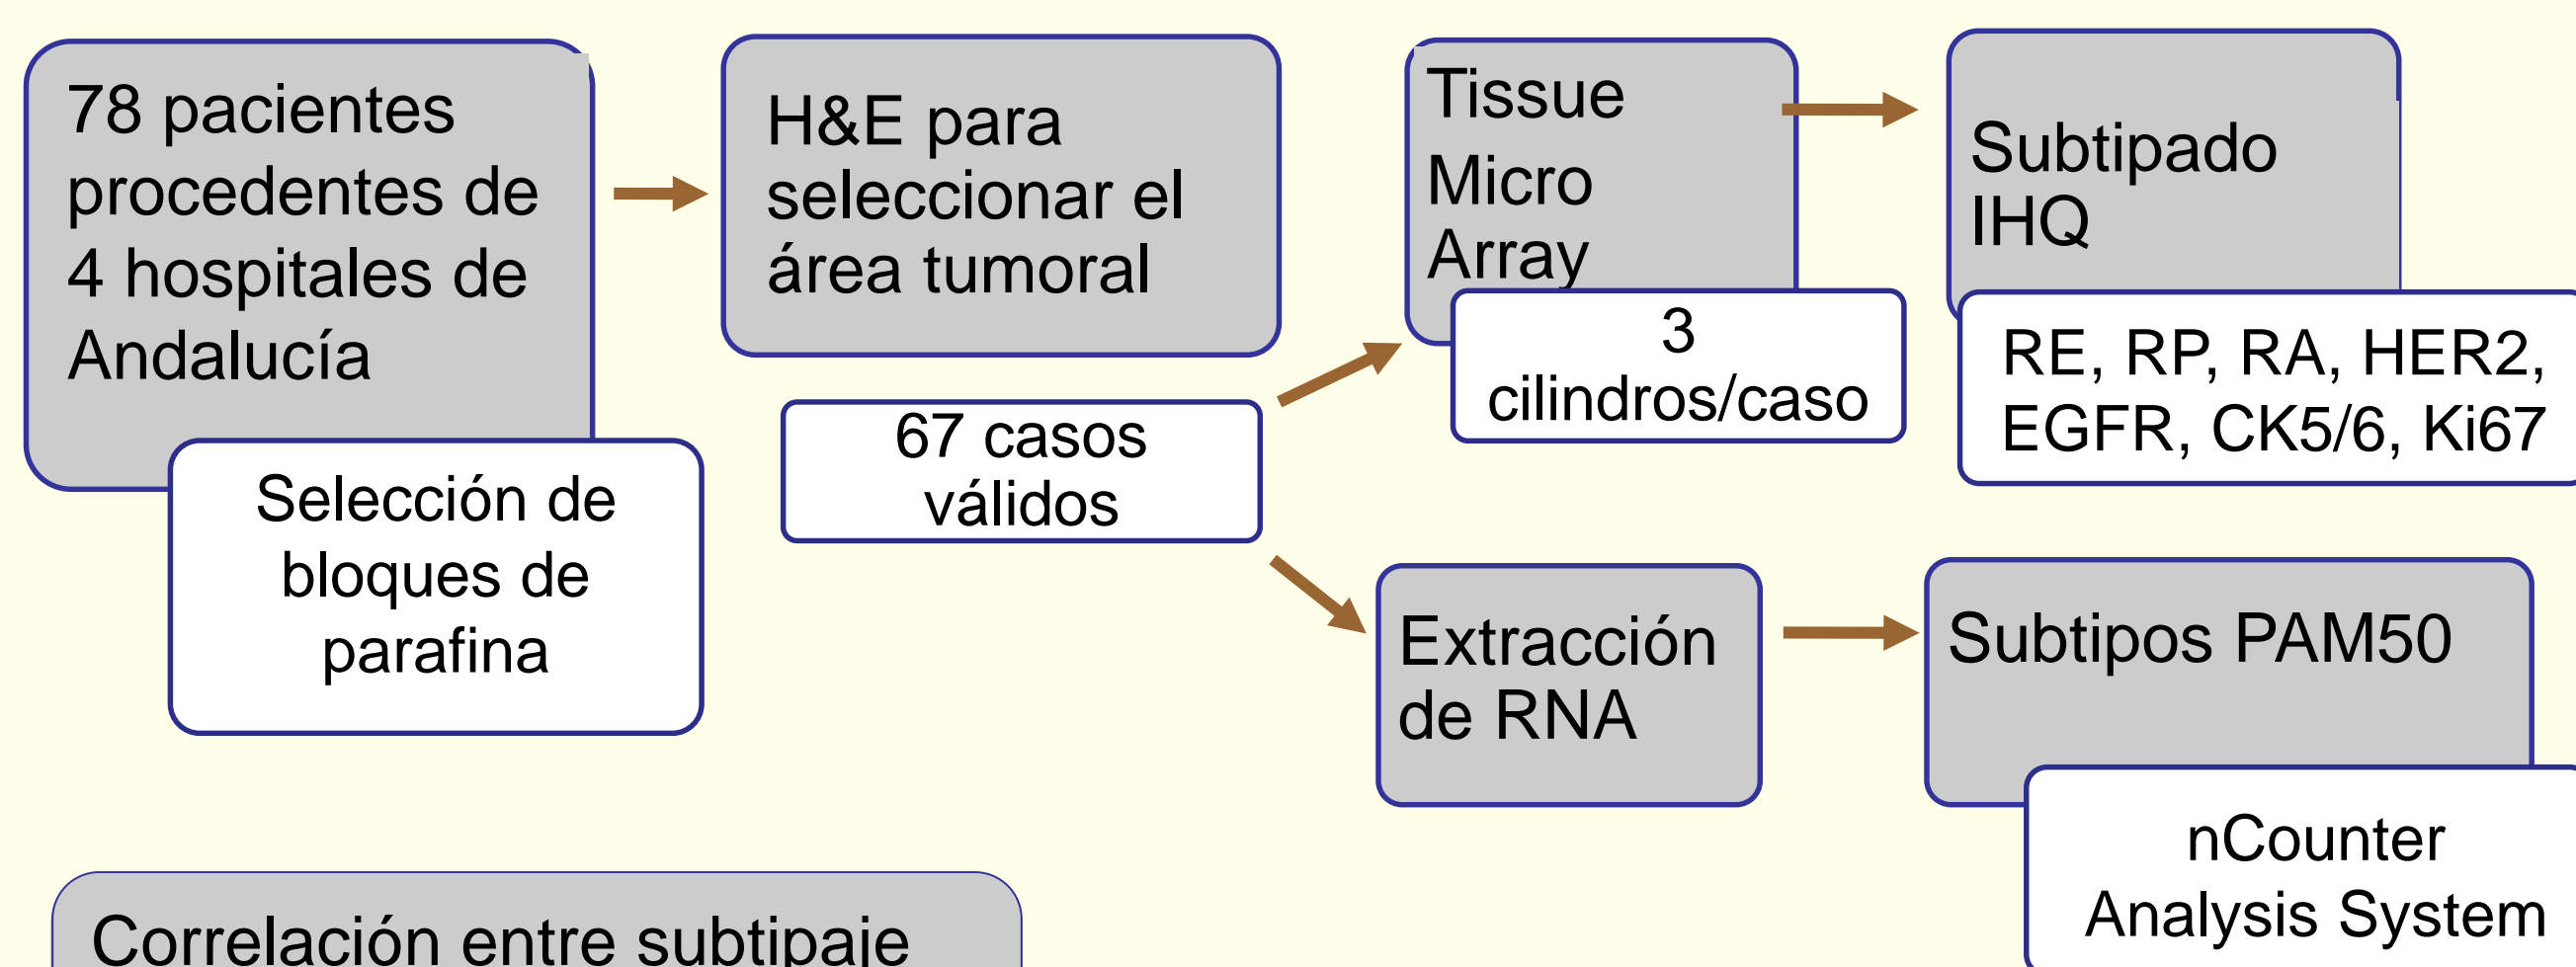 78 pacientes
procedentes de
4 hospitales de
Andalucía
Selección de
bloques de
parafina
H&E para
seleccionar el
área tumoral
67 casos
válidos
Tissue
Micro
Array
3
cilindros/caso
Subtipado
IHQ
RE, RP, RA, HER2,
EGFR, CK5/6, Ki67
Extracción
de RNA
Subtipos PAM50
nCounter
Analysis System
Correlación entre subtipaje